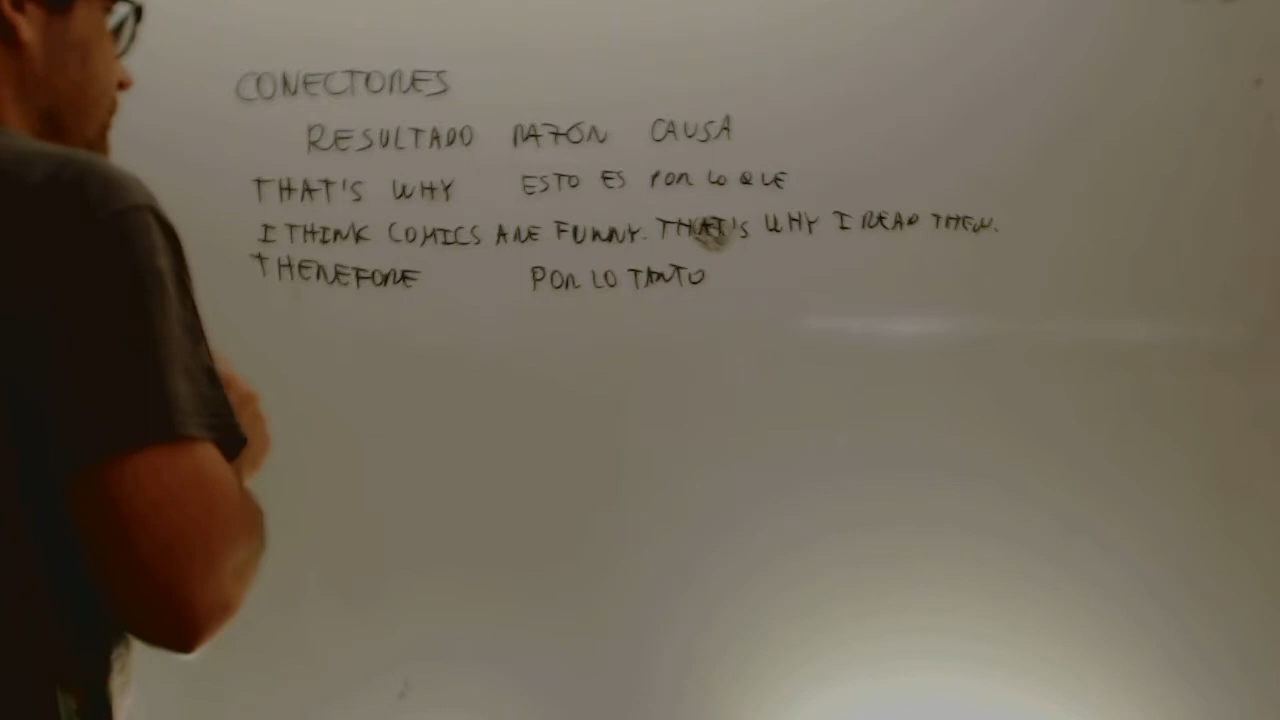 CONECTORES
RESULTADO RAZÓN CAUSA
THAT'S WHY ESTO ES POR LO QUE
I THINK COMICS ARE FUNNY. THAT'S WHY I READ THEM.
THEREFORE POR LO TANTO